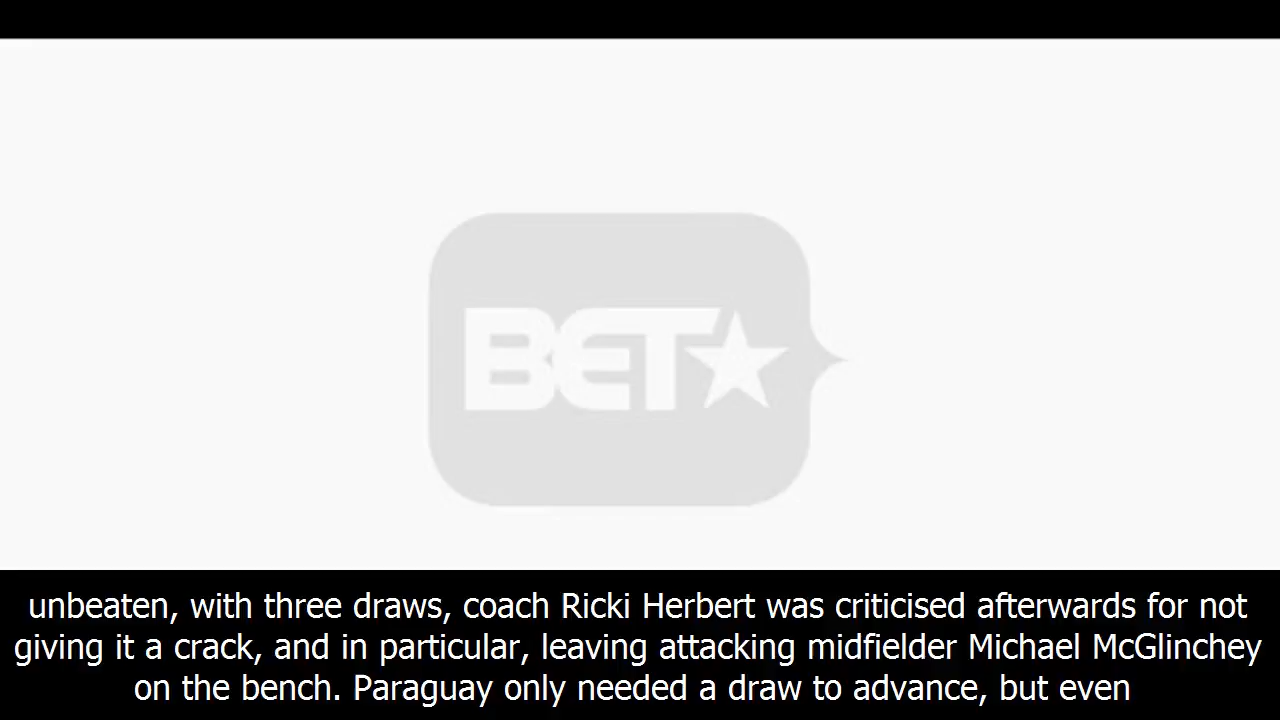 BET★
unbeaten, with three draws, coach Ricki Herbert was criticised afterwards for not
giving it a crack, and in particular, leaving attacking midfielder Michael McGlinchey
on the bench. Paraguay only needed a draw to advance, but even